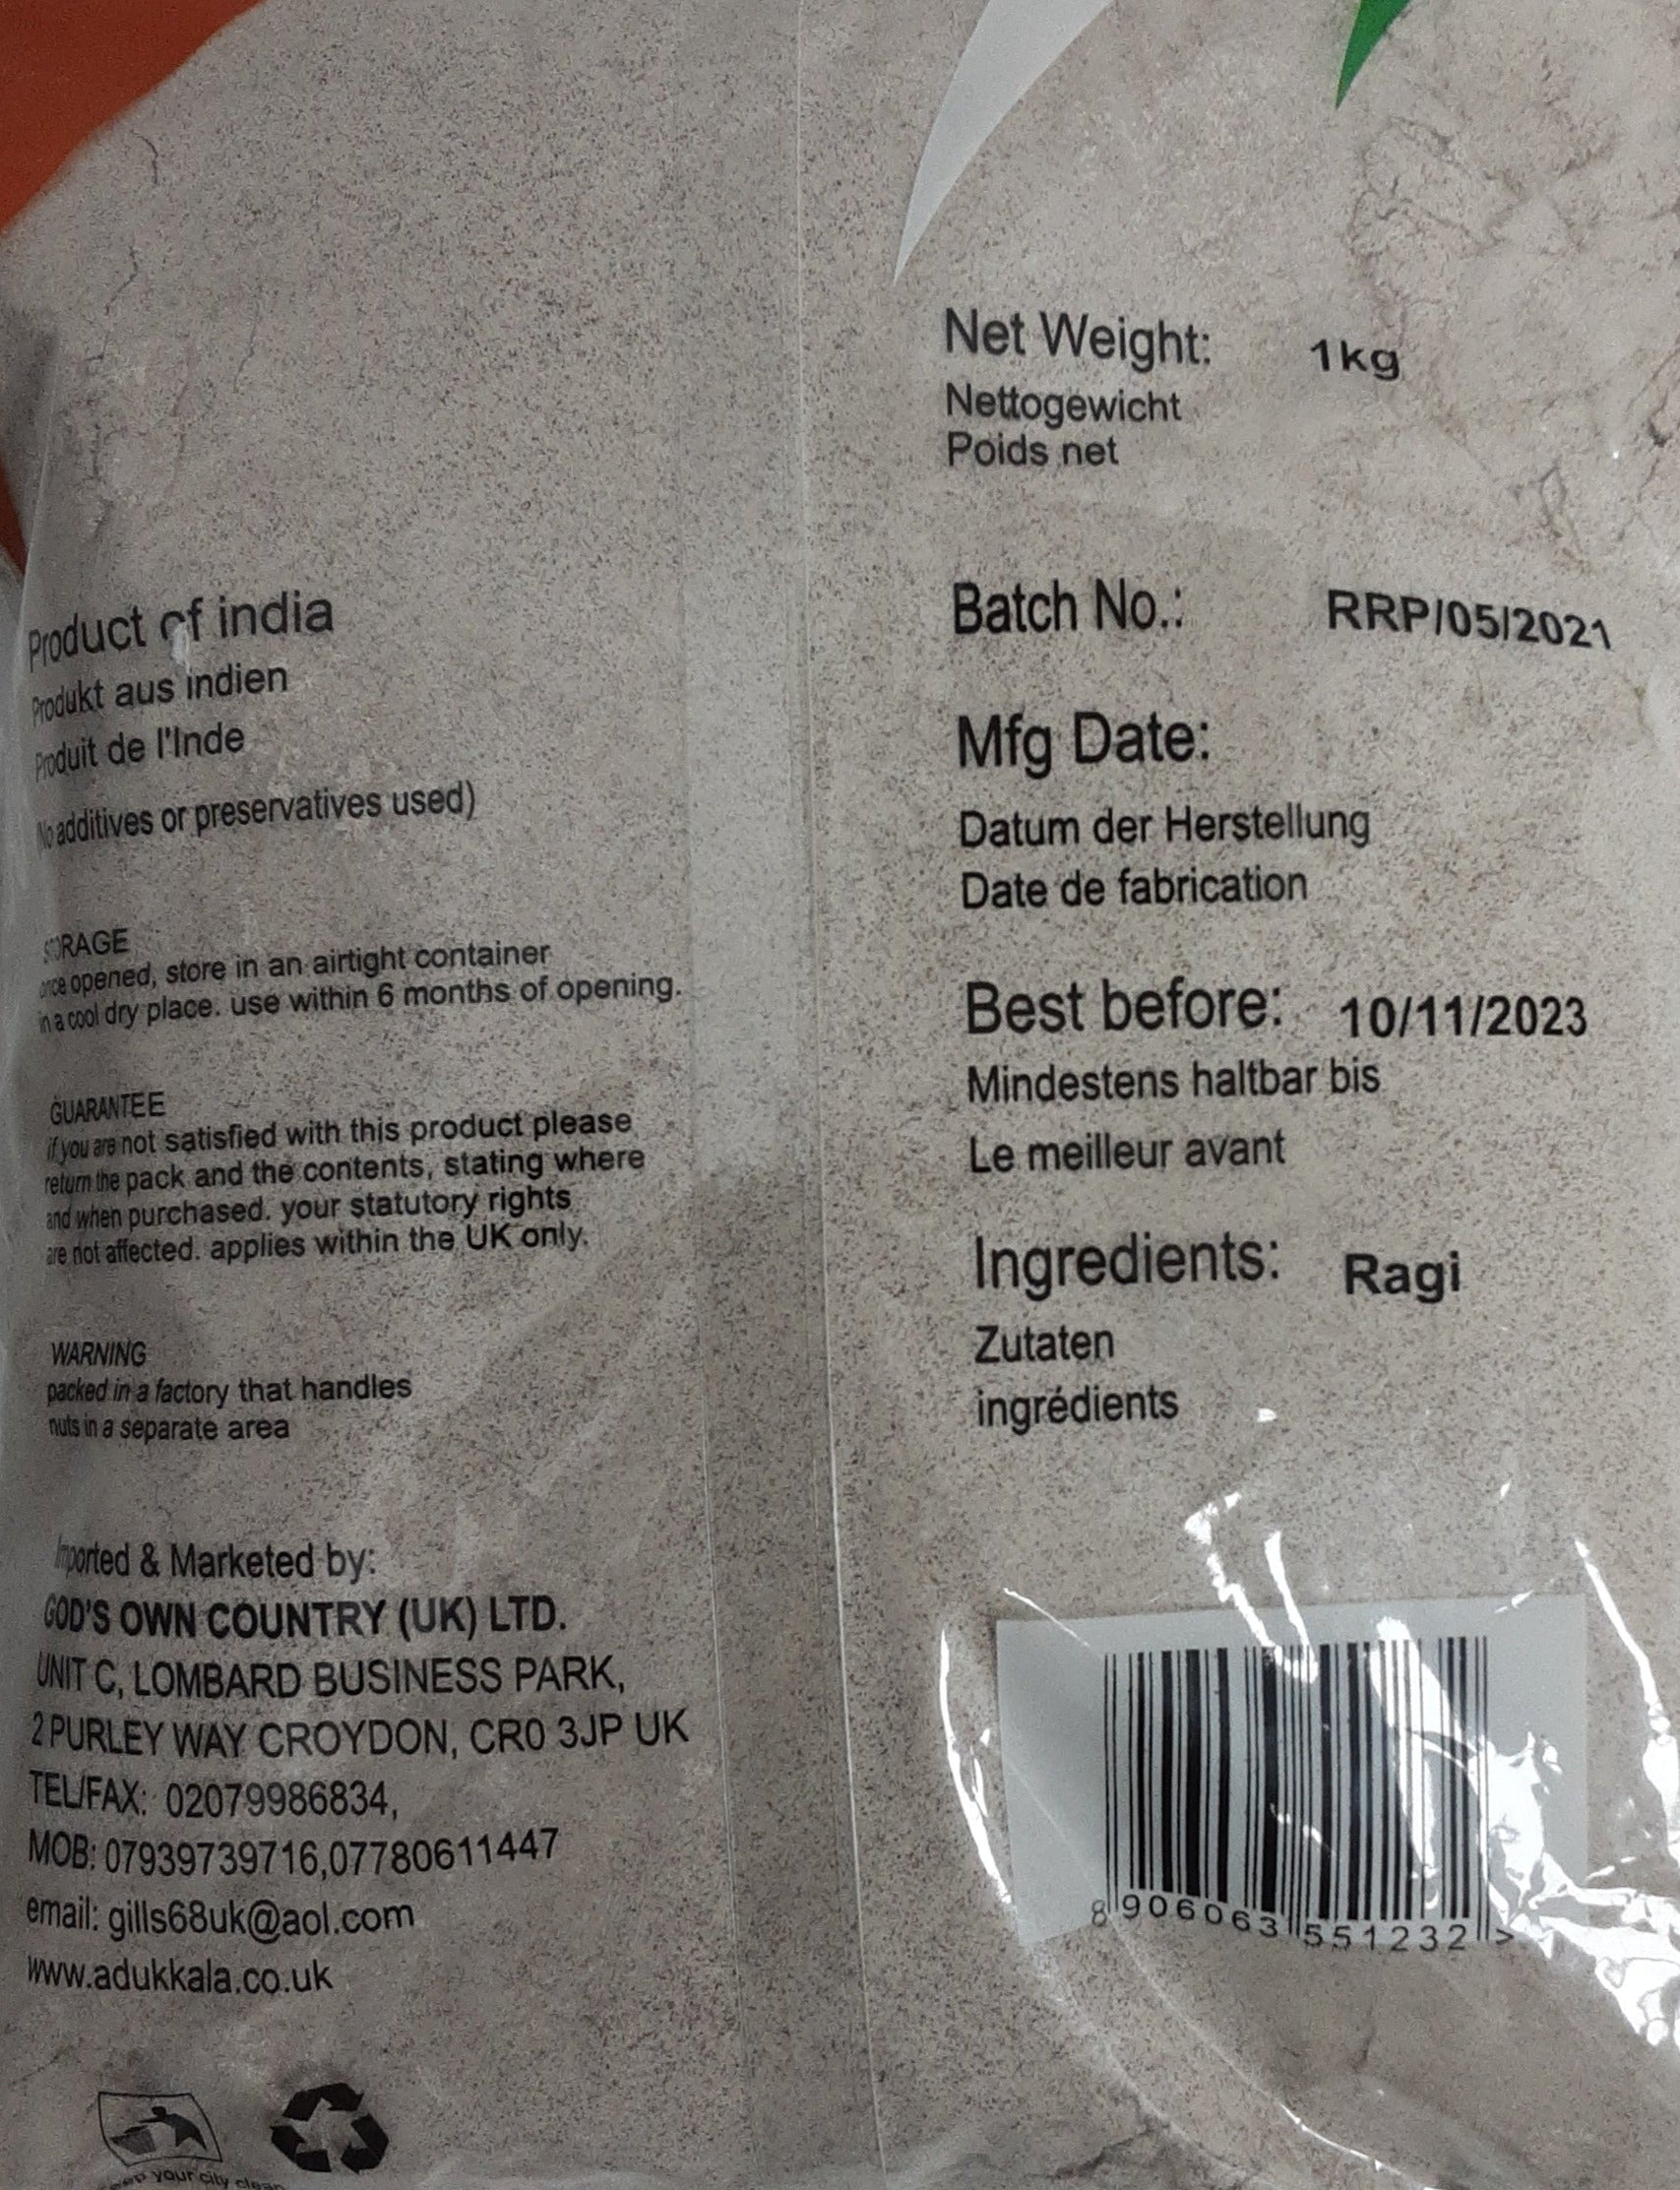 Product of india
Produkt aus indien
Produit de l'Inde
No additives or preservatives used)
STORAGE
once opened, store in an airtight container
in a cool dry place. use within 6 months of opening.
GUARANTEE
if you are not satisfied with this product please
return the pack and the contents, stating where
and when purchased. your statutory rights
are not affected. applies within the UK only.
WARNING
packed in a factory that handles
nuts in a separate area
Imported & Marketed by:
GOD'S OWN COUNTRY (UK) LTD.
UNIT C, LOMBARD BUSINESS PARK,
2 PURLEY WAY CROYDON, CR0 3JP UK
TEL/FAX: 02079986834,
MOB: 07939739716,07780611447
email: gills68uk@aol.com
www.adukkala.co.uk
your city clean
Net Weight: 1kg
Nettogewicht
Poids net
Batch No.: RRP/05/2021
Mfg Date:
Datum der Herstellung
Date de fabrication
Best before: 10/11/2023
Mindestens haltbar bis
Le meilleur avant
Ingredients: Ragi
Zutaten
ingrédients
8 906063 551232 >